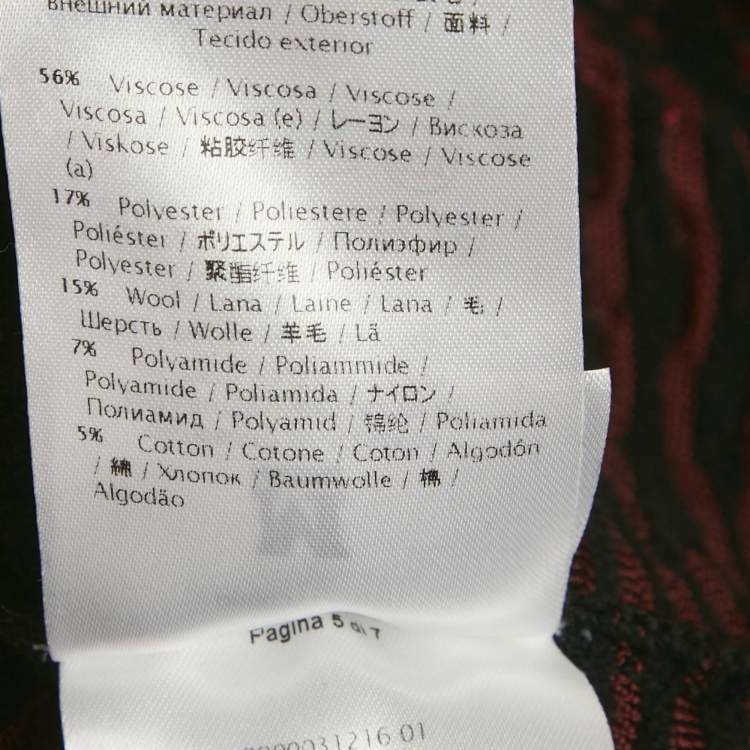 внешний материал / Oberstoff / 面料 /
Tecido exterior
56% Viscose / Viscosa / Viscose /
Viscosa / Viscosa (e) / レーヨン / Вискоза
/ Viskose / 粘胶纤维 / Viscose / Viscose
(a)
17% Polyester / Poliestere / Polyester /
Poliéster / ポリエステル / Полиэфир /
Polyester / 聚酯纤维 / Poliéster
15% Wool / Lana / Laine / Lana / 毛 /
Шерсть / Wolle / 羊毛 / Lã
7% Polyamide / Poliammide /
Polyamide / Poliamida / ナイロン /
Полиамид / Polyamid / 锦纶 / Poliamida
5% Cotton / Cotone / Coton / Algodón
/ 綿 / Хлопок / Baumwolle / 棉 /
Algodão
Pagina 5 di 7
0000031216 01